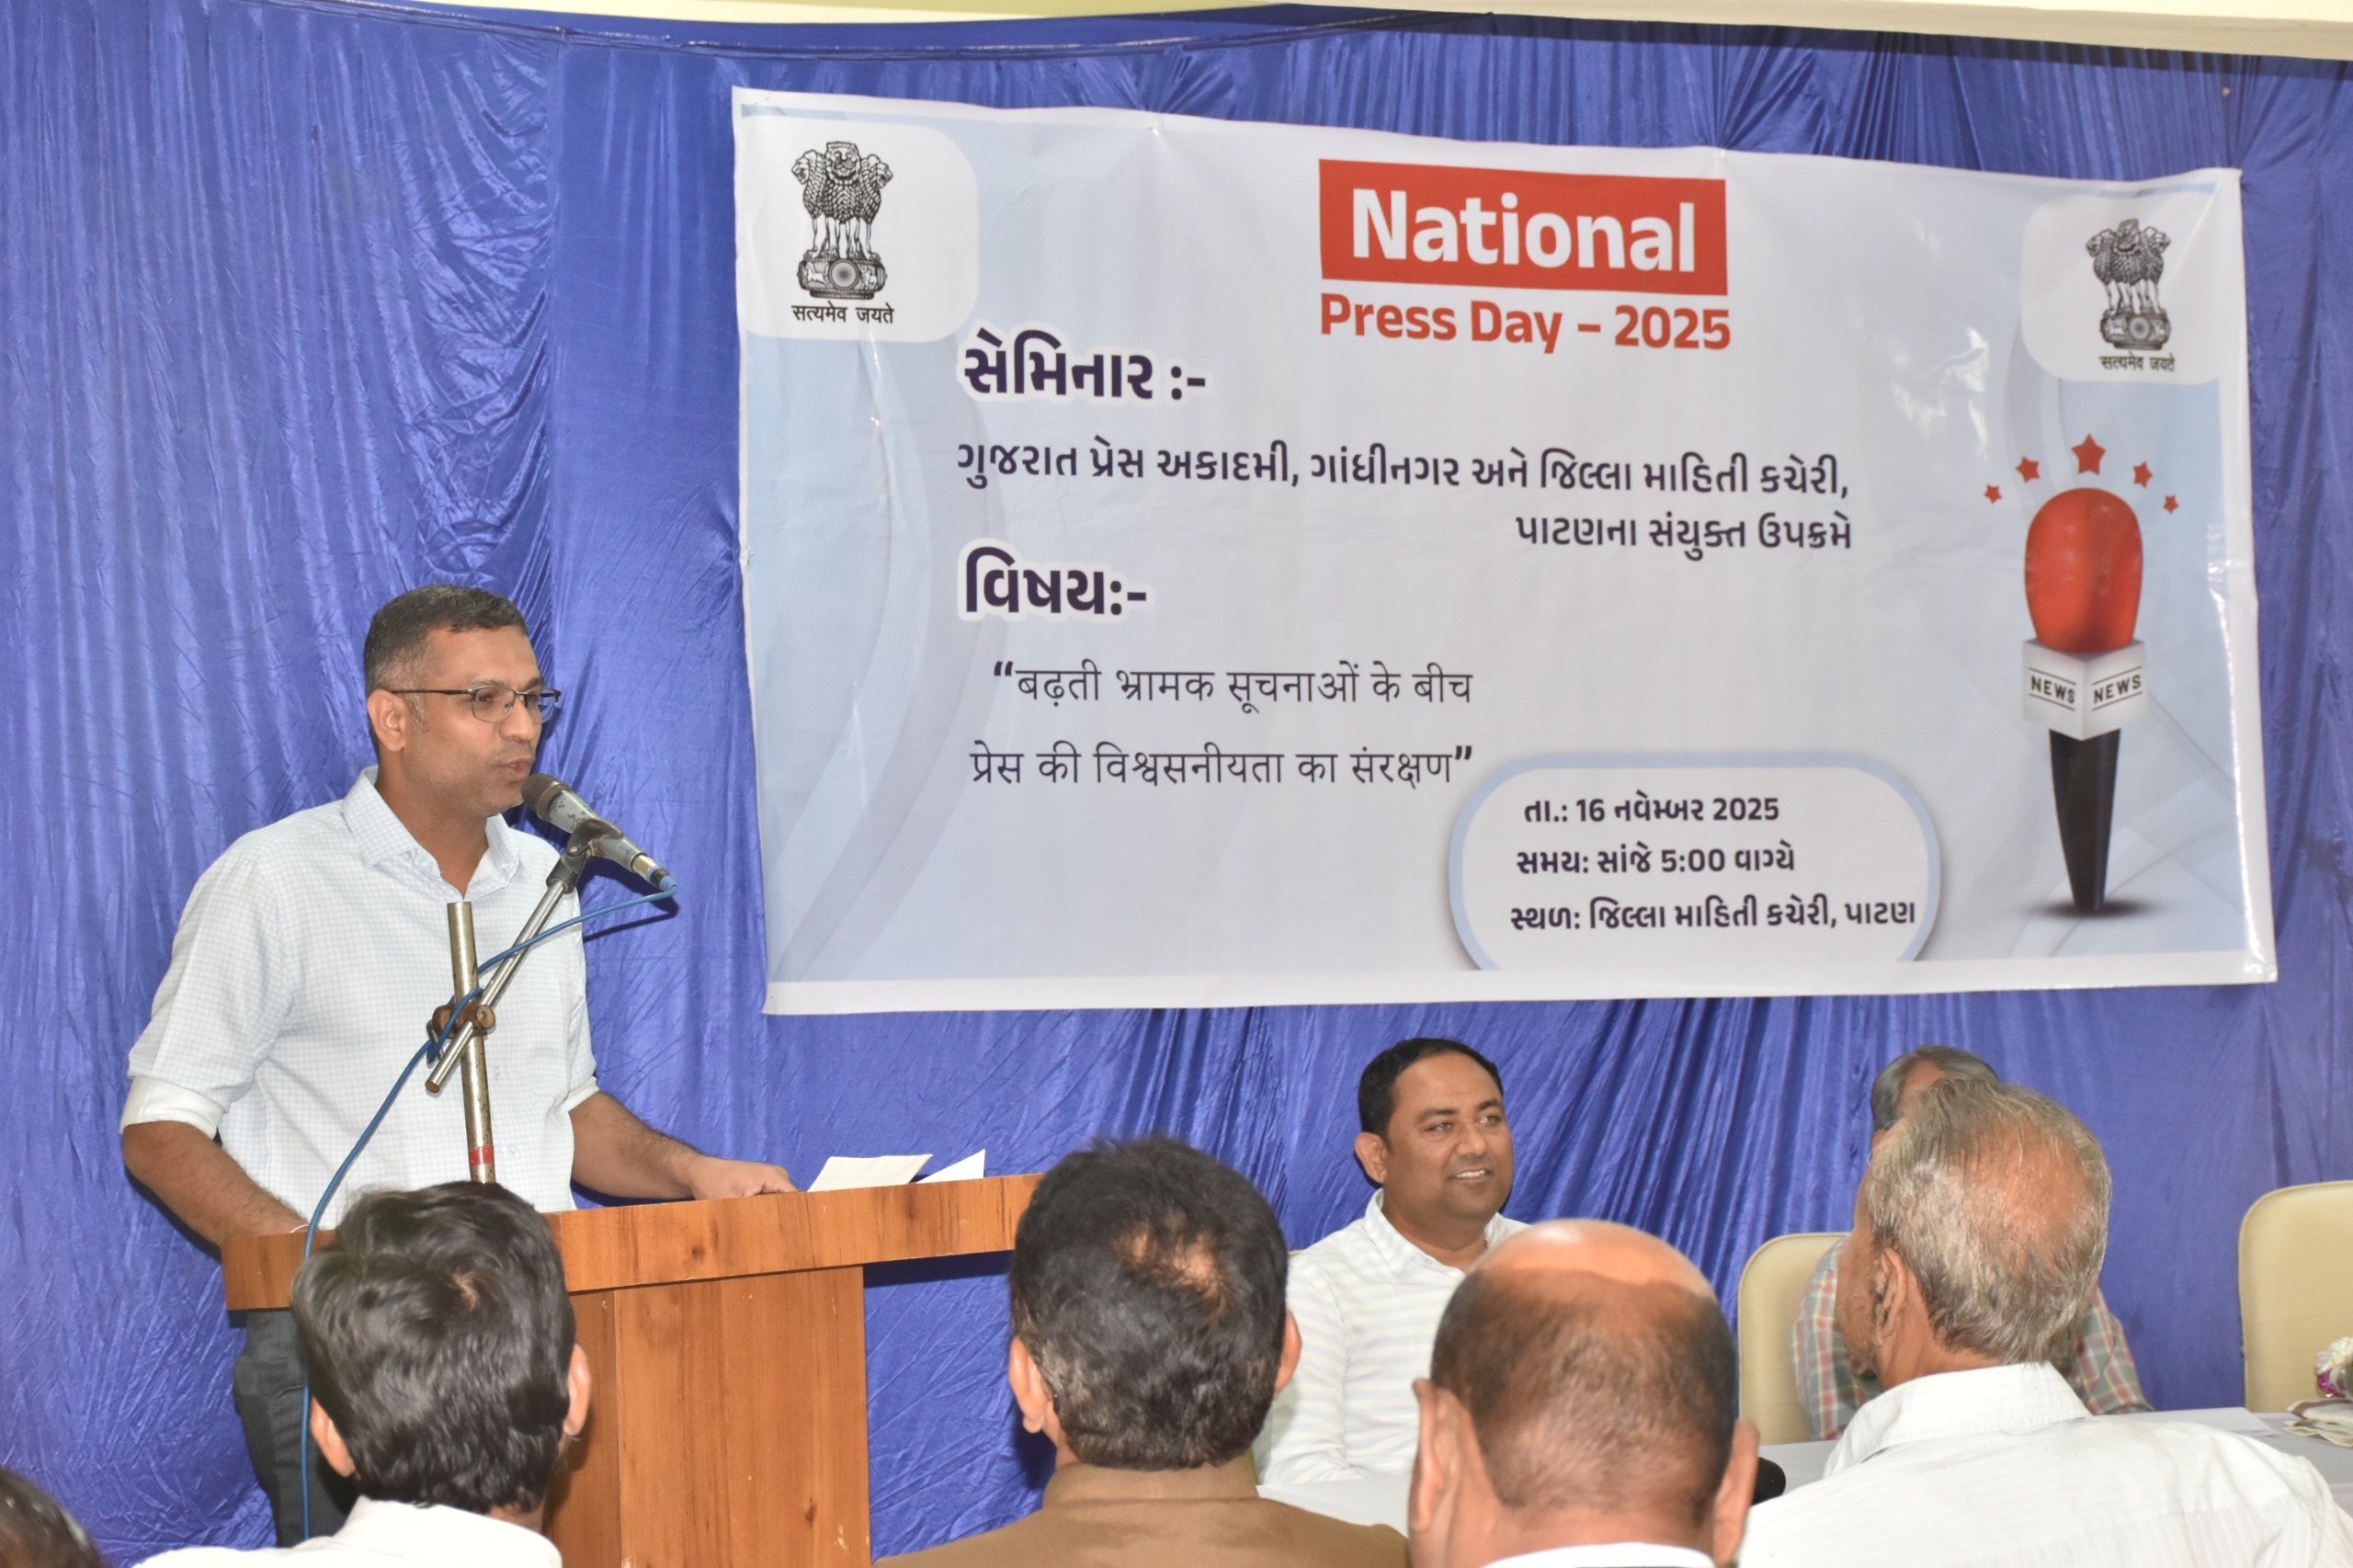 सत्यमेव जयते
National
Press Day – 2025
सत्यमेव जयते
સેમિનાર :-
ગુજરાત પ્રેસ અકાદમી, ગાંધીનગર અને જિલ્લા માહિતી કચેરી,
પાટણના સંયુક્ત ઉપક્રમે
વિષય:-
“बढ़ती भ्रामक सूचनाओं के बीच
प्रेस की विश्वसनीयता का संरक्षण”
NEWS NEWS
તા.: 16 નવેમ્બર 2025
સમય: સાંજે 5:00 વાગ્યે
સ્થળ: જિલ્લા માહિતી કચેરી, પાટણ